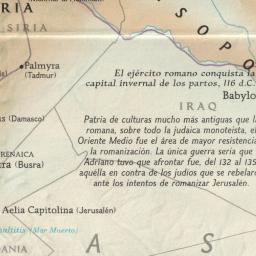 RIA
SIRIA
SOPO
Palmyra
(Tadmur)
El ejército romano conquista la
capital invernal de los partos, 116 d.C.
Babylo
IRAQ
(Damasco)
Patria de culturas mucho más antiguas que la
romana, sobre todo la judaica monoteísta, el
Oriente Medio fue el área de mayor resistencia
la romanización. La única guerra seria que
Adriano tuvo que afrontar fue, del 132 al 135
aquélla en contra de los judíos que se rebelaro
ante los intentos de romanizar Jerusalén.
RENAICA
ra (Busra)
Aelia Capitolina (Jerusalén)
(Mar Muerto)
DANIA
A S